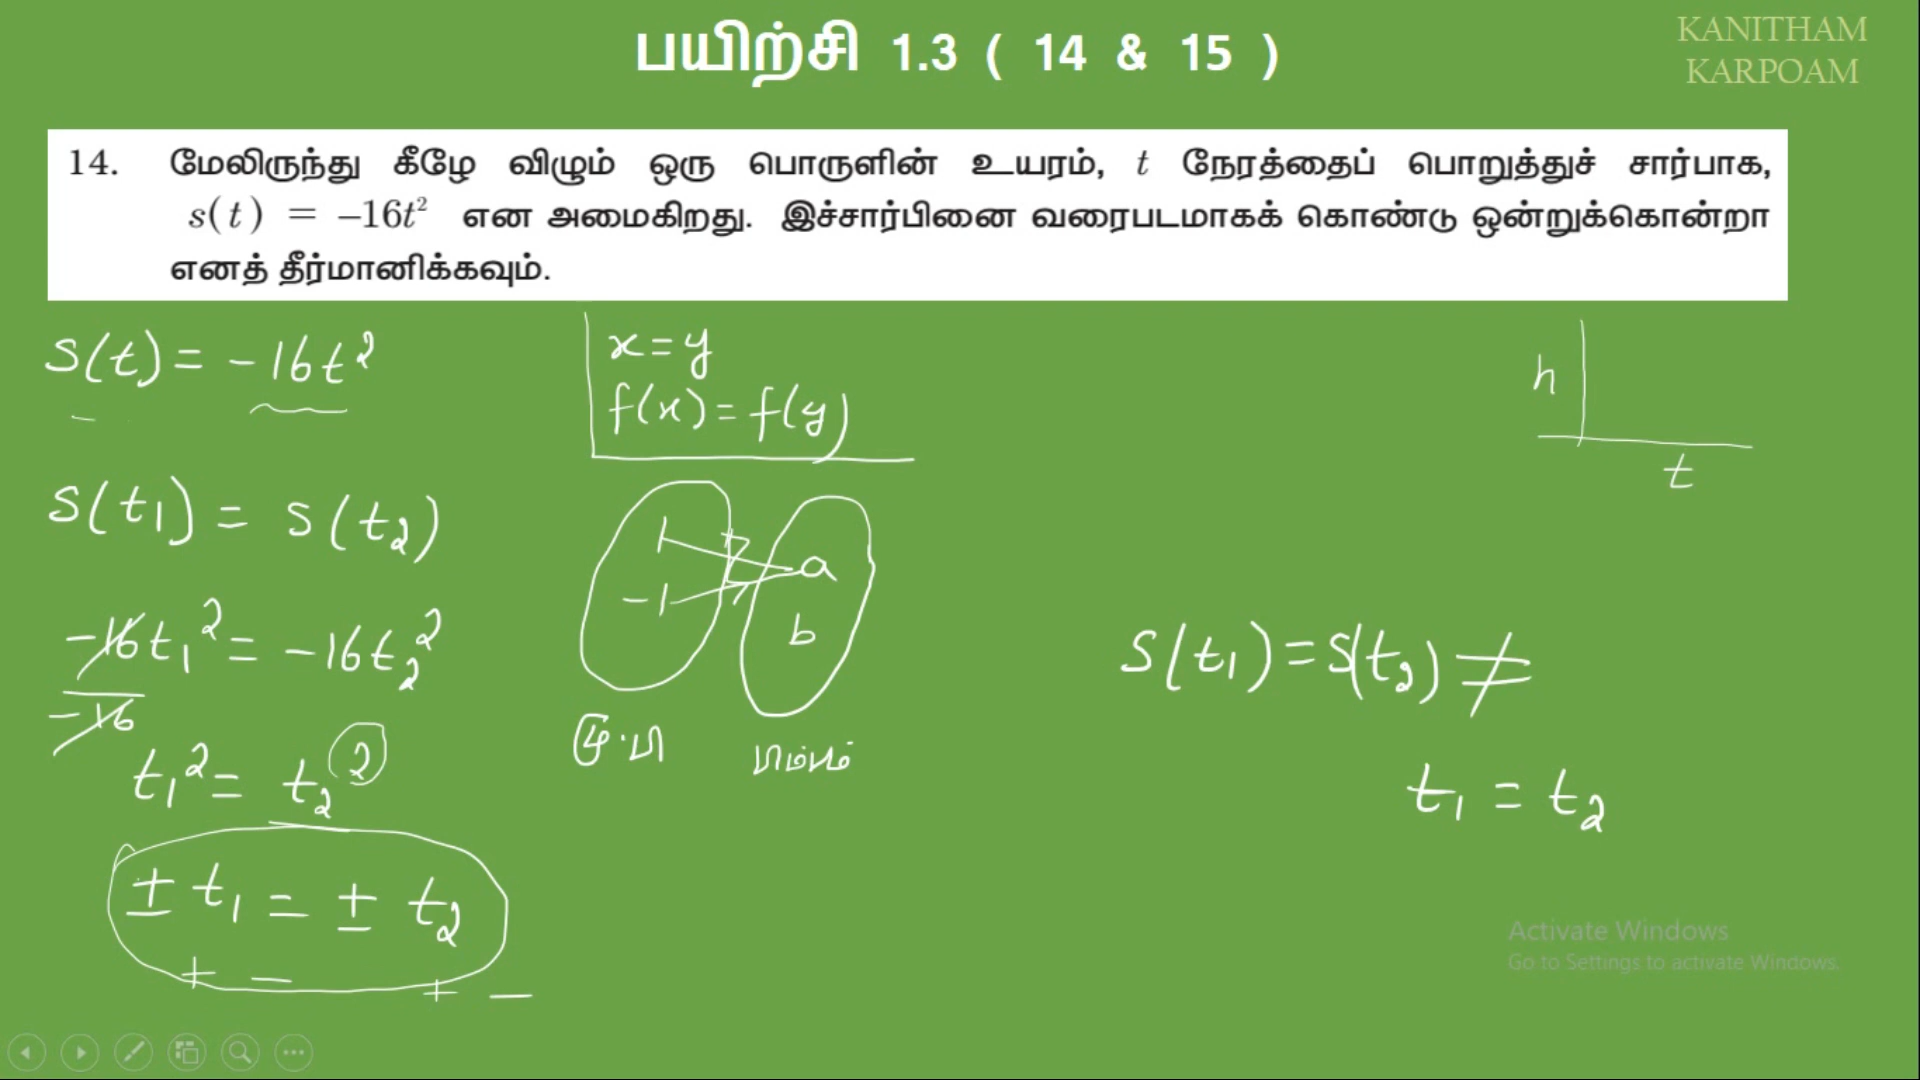 பயிற்சி 1.3 ( 14 & 15 )
KANITHAM
KARPOAM
14. மேலிருந்து கீழே விழும் ஒரு பொருளின் உயரம், t நேரத்தைப் பொறுத்துச் சார்பாக,
s(t) = –16t² என அமைகிறது. இச்சார்பினை வரைபடமாகக் கொண்டு ஒன்றுக்கொன்றா
எனத் தீர்மானிக்கவும்.
S(t) = -16t²
x = y
f(x) = f(y)
h
t
S(t₁) = S(t₂)
1
-1
a
b
-16t₁² = -16t₂²
-16
மு.ப
t₁² = t₂²
± t₁ = ± t₂
+ - + -
S(t₁) = S(t₂) ≠
t₁ = t₂
Activate Windows
Go to Settings to activate Windows.